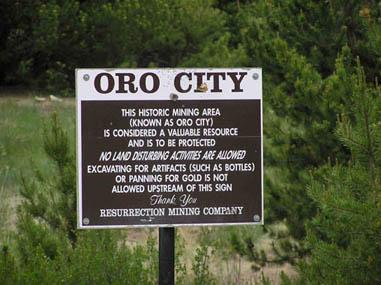 ORO CITY
THIS HISTORIC MINING AREA
(KNOWN AS ORO CITY)
IS CONSIDERED A VALUABLE RESOURCE
AND IS TO BE PROTECTED
NO LAND DISTURBING ACTIVITIES ARE ALLOWED
EXCAVATING FOR ARTIFACTS (SUCH AS BOTTLES)
OR PANNING FOR GOLD IS NOT
ALLOWED UPSTREAM OF THIS SIGN
Thank You
RESURRECTION MINING COMPANY